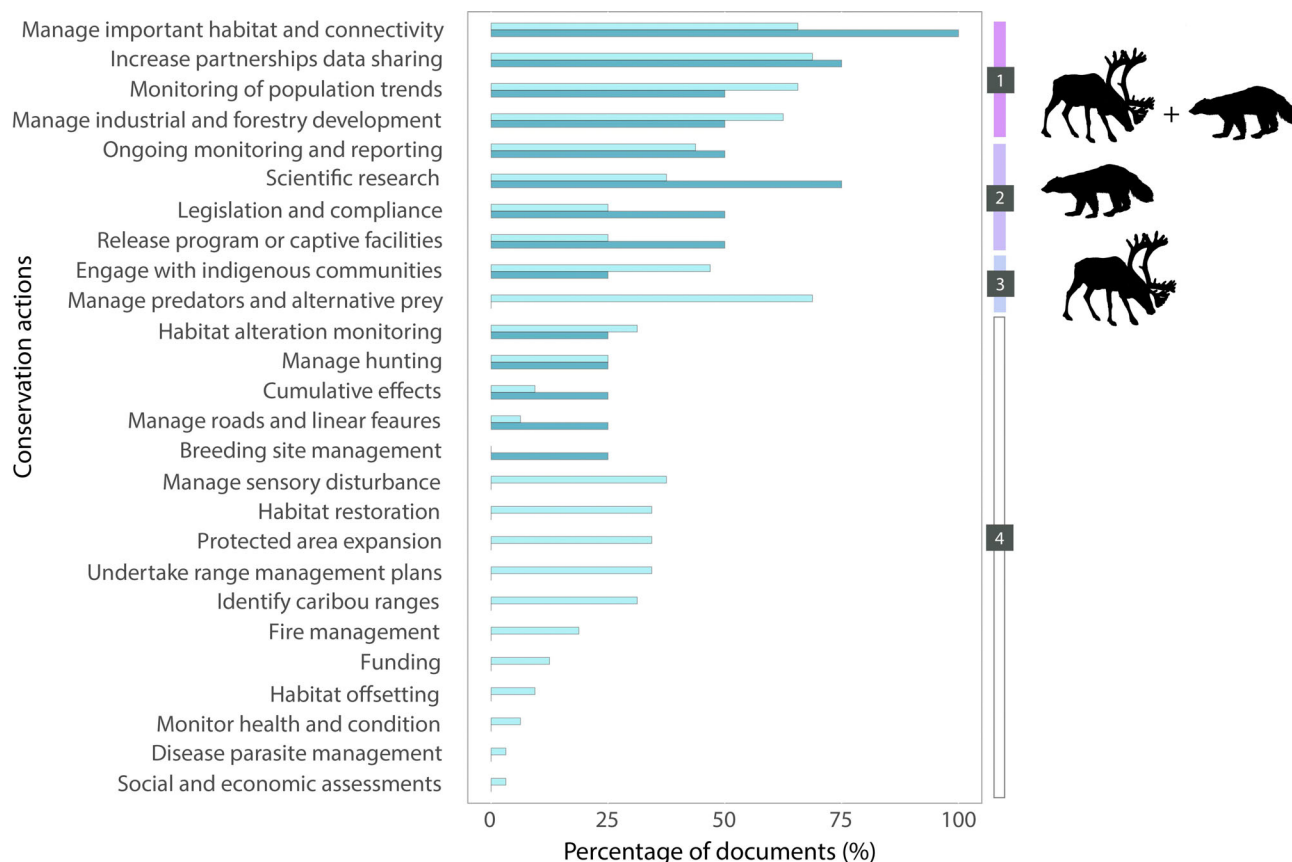 Manage important habitat and connectivity
Increase partnerships data sharing
Monitoring of population trends
Manage industrial and forestry development
Ongoing monitoring and reporting
Scientific research
Legislation and compliance
Release program or captive facilities
Engage with indigenous communities
Manage predators and alternative prey
Habitat alteration monitoring
Manage hunting
Cumulative effects
Manage roads and linear feaures
Breeding site management
Manage sensory disturbance
Habitat restoration
Protected area expansion
Undertake range management plans
Identify caribou ranges
Fire management
Funding
Habitat offsetting
Monitor health and condition
Disease parasite management
Social and economic assessments
Conservation actions
0 25 50 75 100
Percentage of documents (%)
1
+
2
3
4